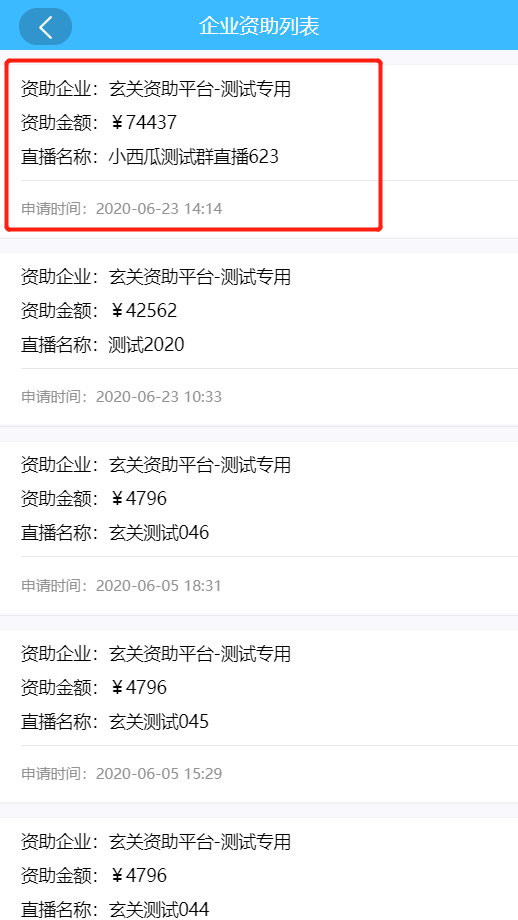 企业资助列表
资助企业：玄关资助平台-测试专用
资助金额：￥74437
直播名称：小西瓜测试群直播623
申请时间：2020-06-23 14:14
资助企业：玄关资助平台-测试专用
资助金额：￥42562
直播名称：测试2020
申请时间：2020-06-23 10:33
资助企业：玄关资助平台-测试专用
资助金额：￥4796
直播名称：玄关测试046
申请时间：2020-06-05 18:31
资助企业：玄关资助平台-测试专用
资助金额：￥4796
直播名称：玄关测试045
申请时间：2020-06-05 15:29
资助企业：玄关资助平台-测试专用
资助金额：￥4796
直播名称：玄关测试044